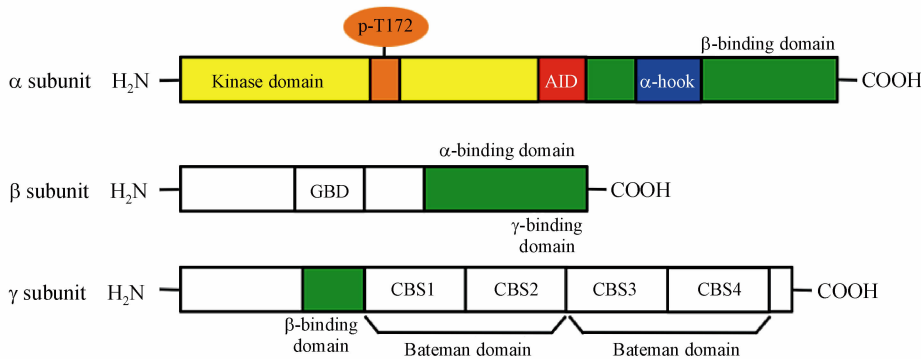 p-T172
β-binding domain
α subunit H₂N Kinase domain AID α-hook COOH
α-binding domain
β subunit H₂N GBD COOH
γ-binding
domain
γ subunit H₂N CBS1 CBS2 CBS3 CBS4 COOH
β-binding
domain
Bateman domain Bateman domain